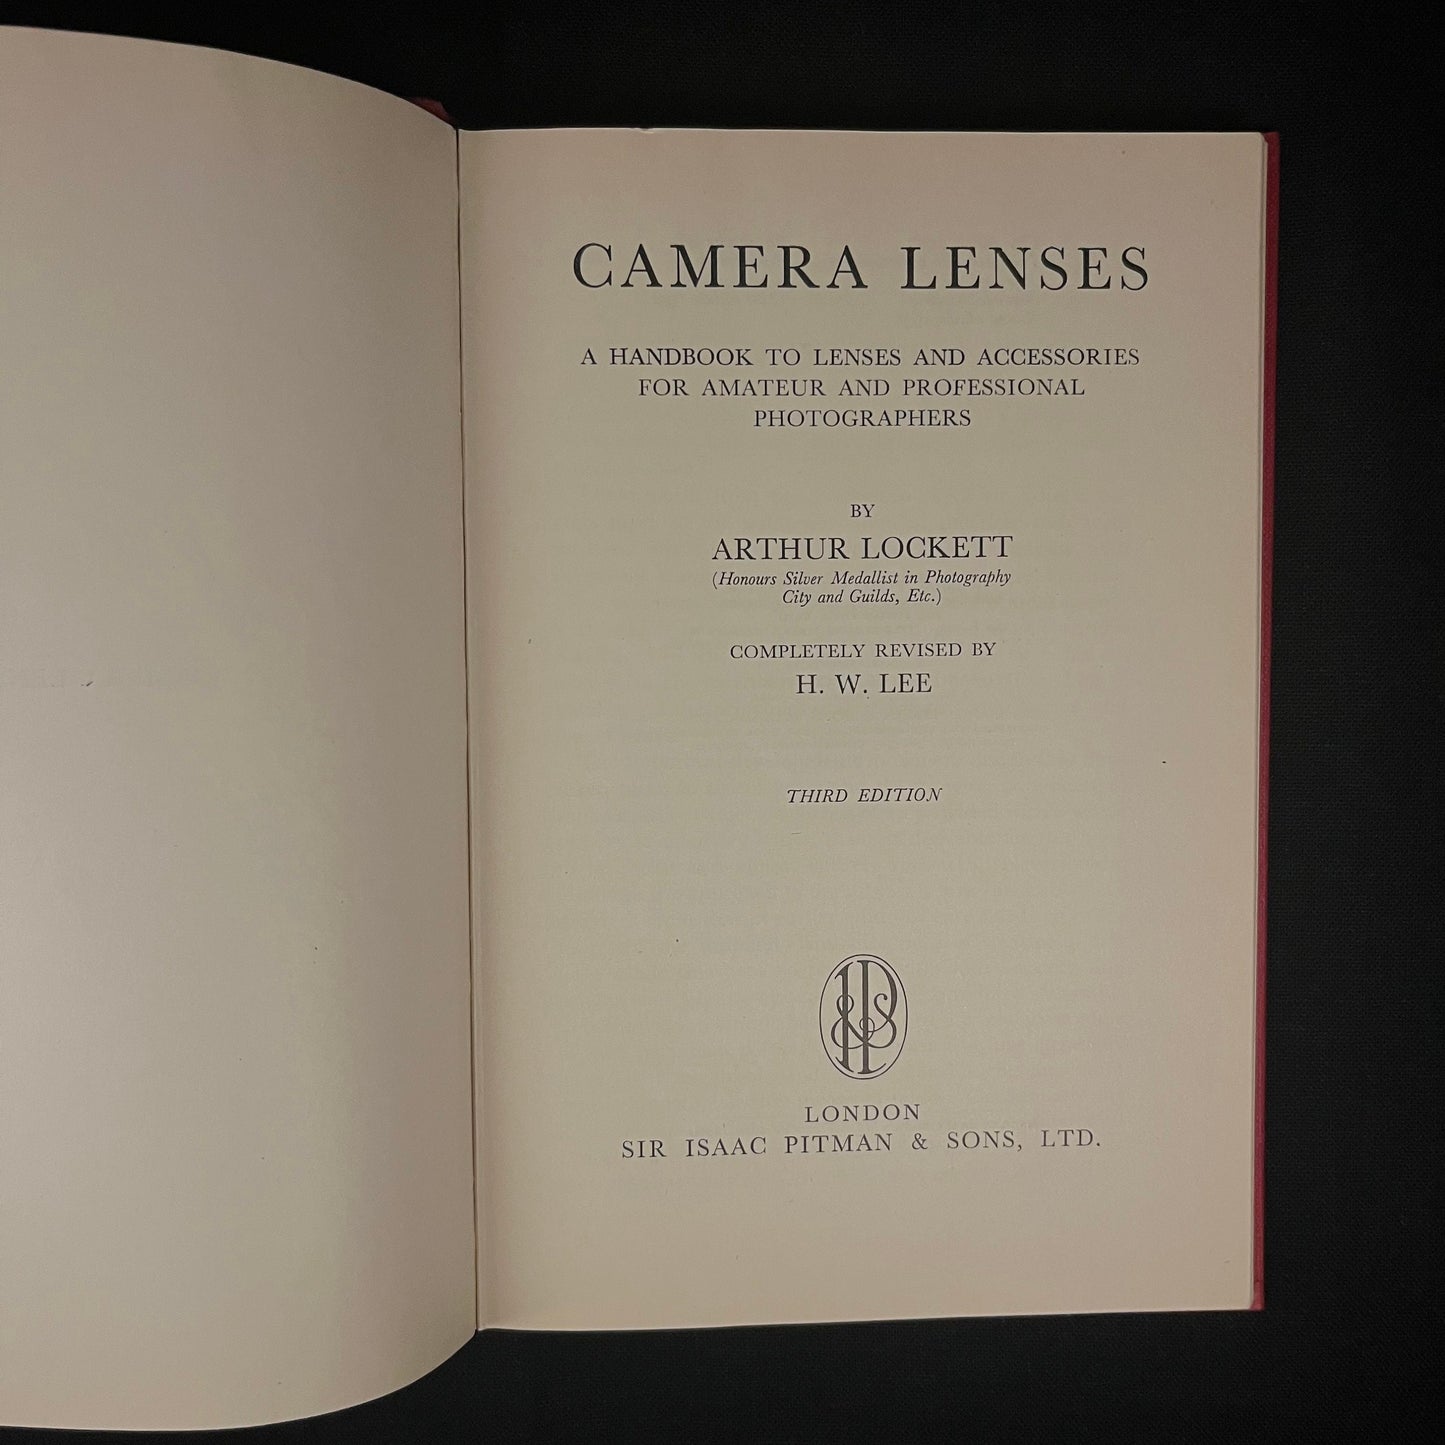 CAMERA LENSES
A HANDBOOK TO LENSES AND ACCESSORIES
FOR AMATEUR AND PROFESSIONAL
PHOTOGRAPHERS
BY
ARTHUR LOCKETT
(Honours Silver Medallist in Photography
City and Guilds, Etc.)
COMPLETELY REVISED BY
H. W. LEE
THIRD EDITION
LONDON
SIR ISAAC PITMAN & SONS, LTD.